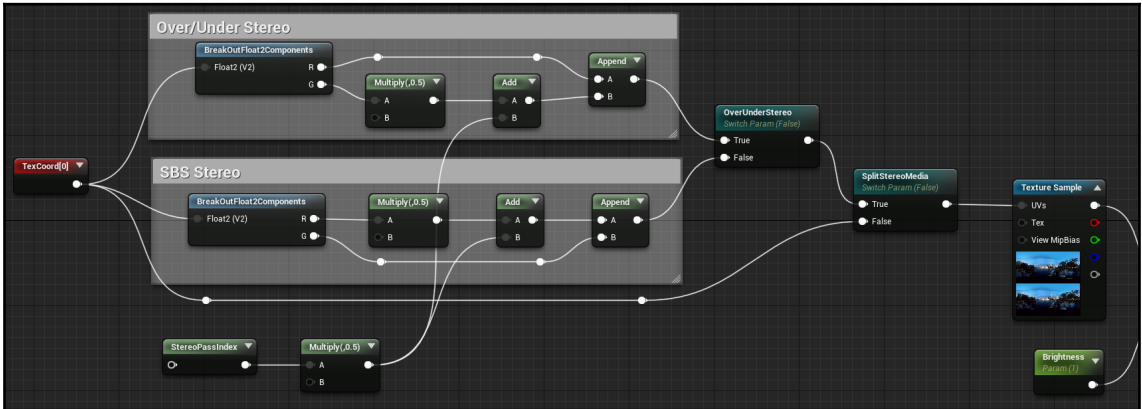 Over/Under Stereo
BreakOutFloat2Components
Float2 (V2)
R
G
Multiply(,0.5)
A
B
Add
A
B
Append
A
B
OverUnderStereo
Switch Param (False)
True
False
TexCoord[0]
SBS Stereo
BreakOutFloat2Components
Float2 (V2)
R
G
Multiply(,0.5)
A
B
Add
A
B
Append
A
B
SplitStereoMedia
Switch Param (False)
True
False
Texture Sample
UVs
Tex
View MipBias
StereoPassIndex
Multiply(,0.5)
A
B
Brightness
Param (1)